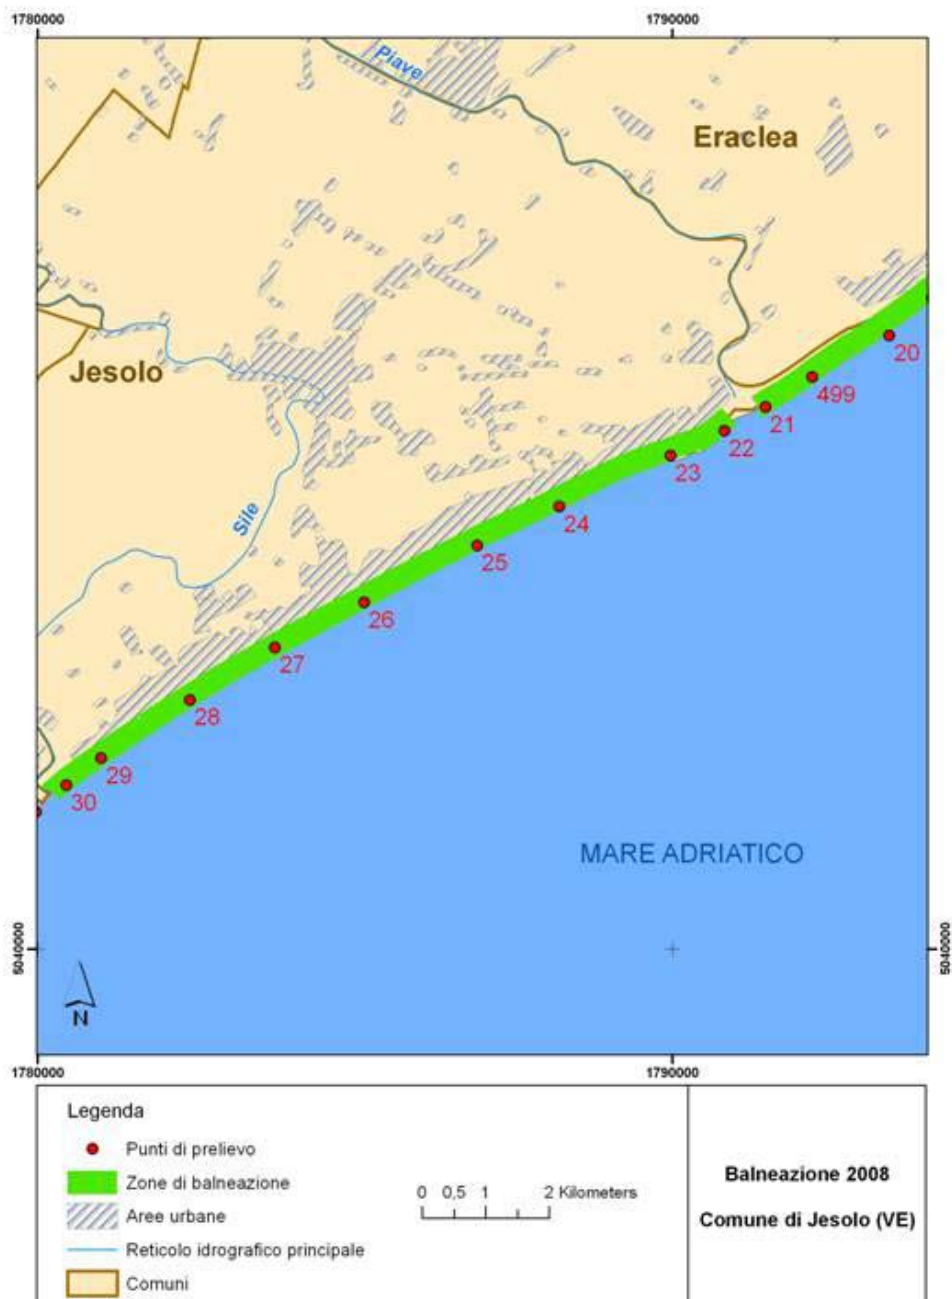 1780000
1790000
Piave
Eraclea
Jesolo
20
499
21
22
23
Sile
24
25
26
27
28
29
30
MARE ADRIATICO
5040000
5040000
N
1780000
1790000
Legenda
Punti di prelievo
Zone di balneazione
Aree urbane
Reticolo idrografico principale
Comuni
0 0,5 1 2 Kilometers
Balneazione 2008
Comune di Jesolo (VE)